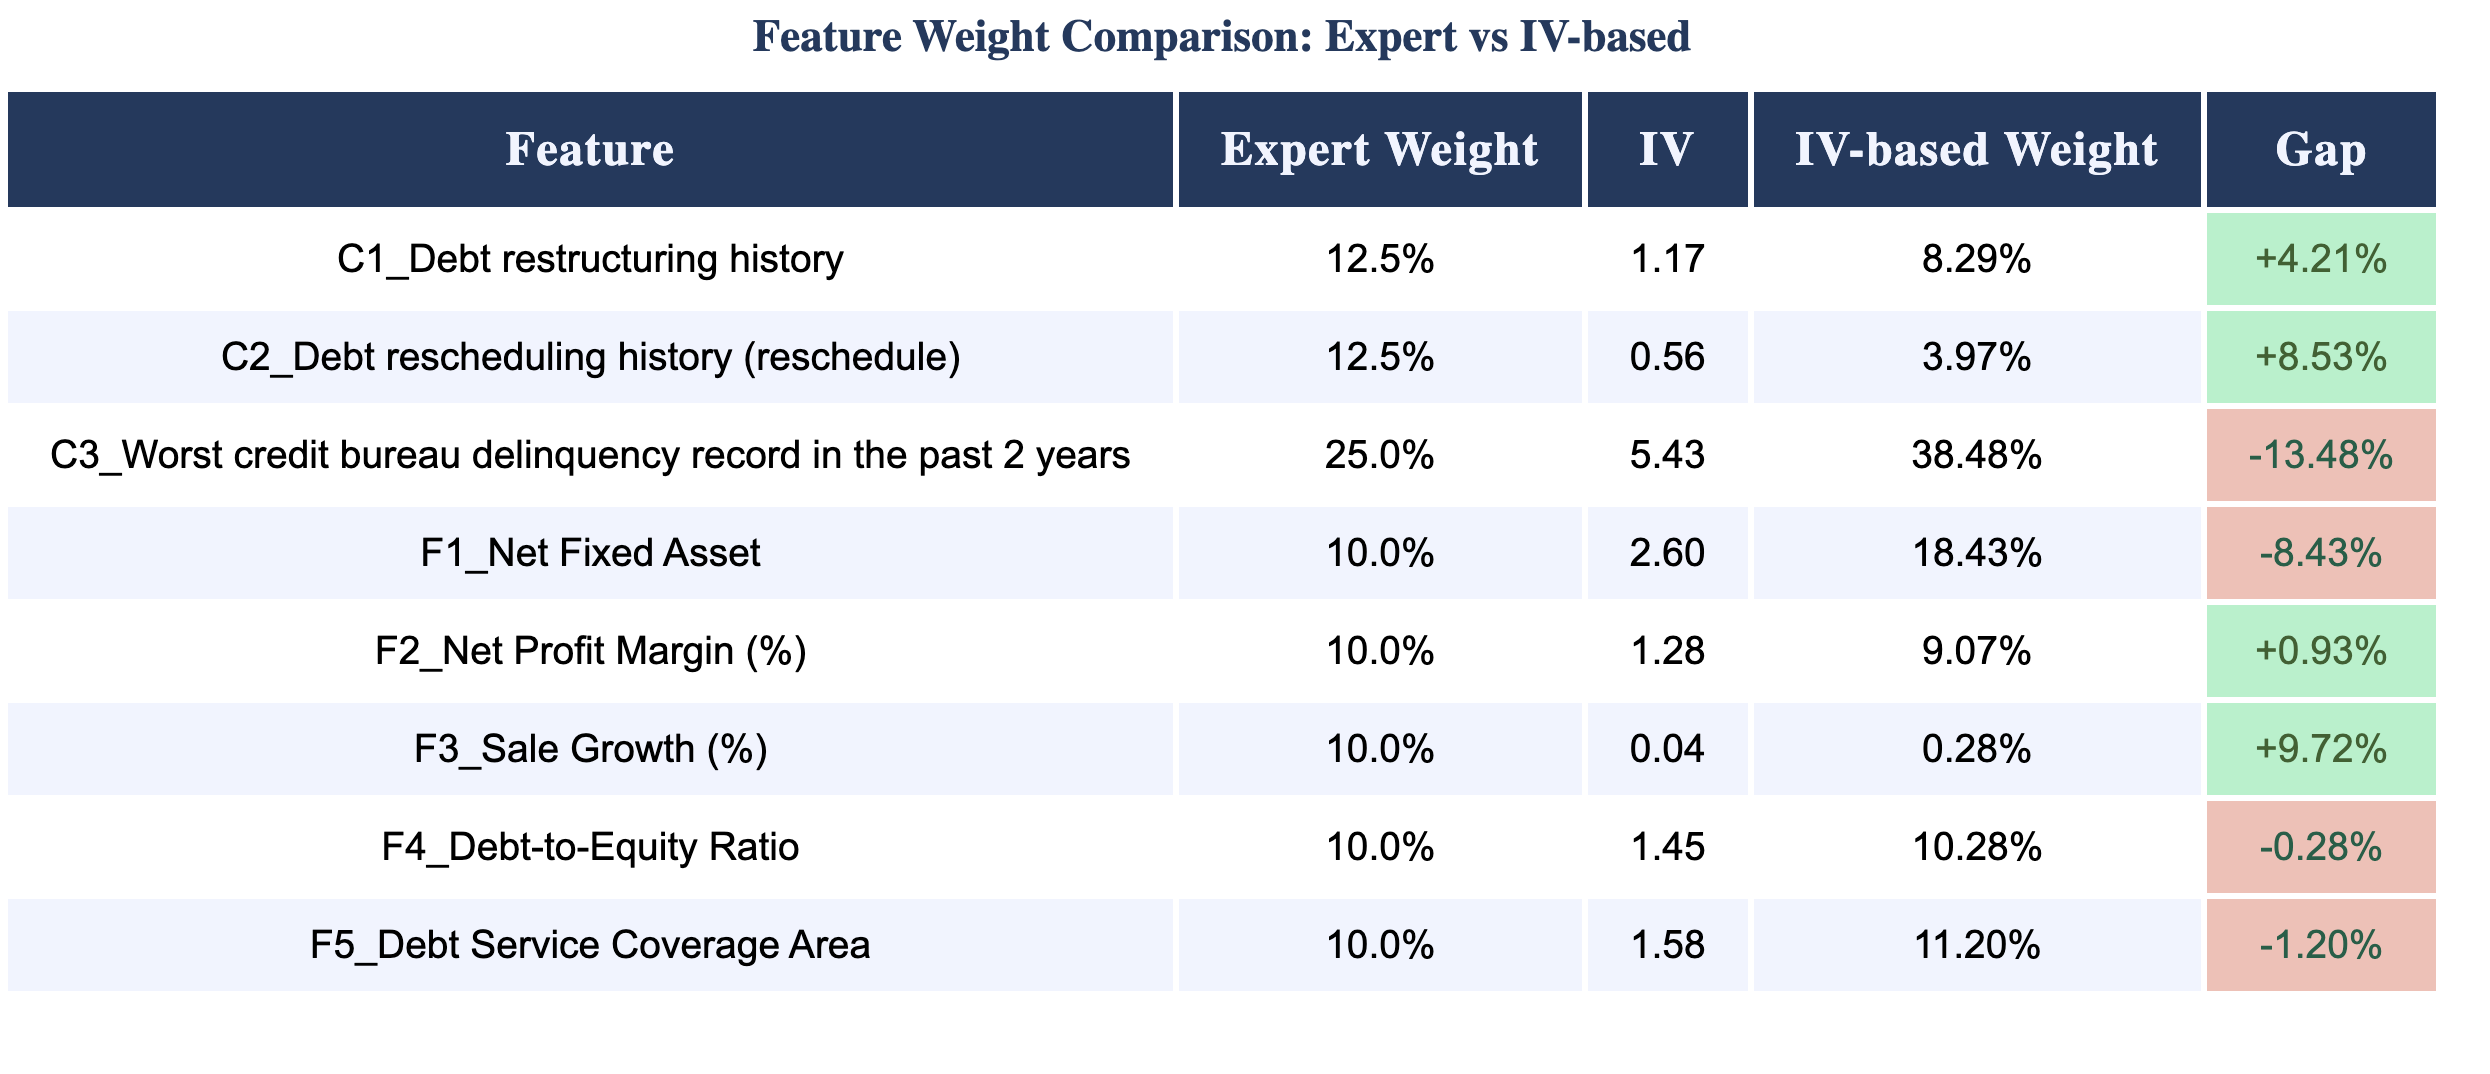 Feature Weight Comparison: Expert vs IV-based
Feature Expert Weight IV IV-based Weight Gap
C1_Debt restructuring history 12.5% 1.17 8.29% +4.21%
C2_Debt rescheduling history (reschedule) 12.5% 0.56 3.97% +8.53%
C3_Worst credit bureau delinquency record in the past 2 years 25.0% 5.43 38.48% -13.48%
F1_Net Fixed Asset 10.0% 2.60 18.43% -8.43%
F2_Net Profit Margin (%) 10.0% 1.28 9.07% +0.93%
F3_Sale Growth (%) 10.0% 0.04 0.28% +9.72%
F4_Debt-to-Equity Ratio 10.0% 1.45 10.28% -0.28%
F5_Debt Service Coverage Area 10.0% 1.58 11.20% -1.20%